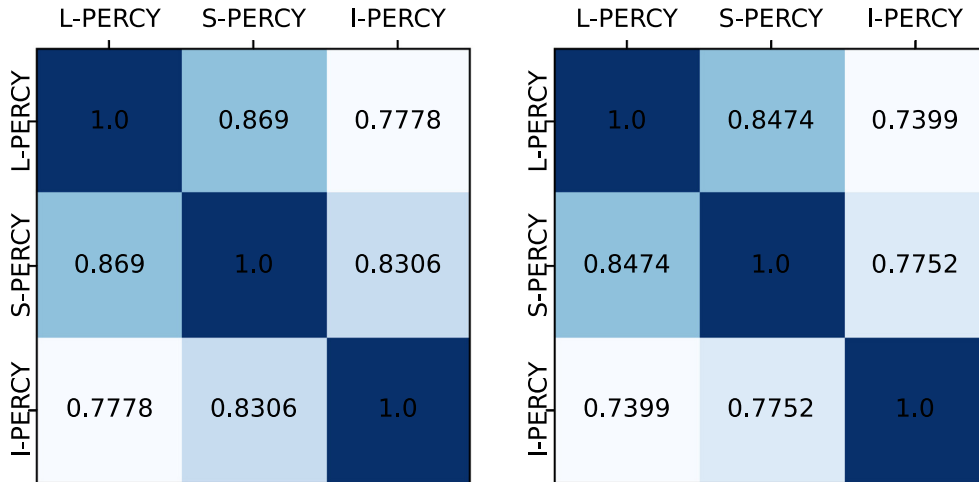 L-PERCY S-PERCY I-PERCY
L-PERCY 1.0 0.869 0.7778
S-PERCY 0.869 1.0 0.8306
I-PERCY 0.7778 0.8306 1.0
L-PERCY S-PERCY I-PERCY
L-PERCY 1.0 0.8474 0.7399
S-PERCY 0.8474 1.0 0.7752
I-PERCY 0.7399 0.7752 1.0